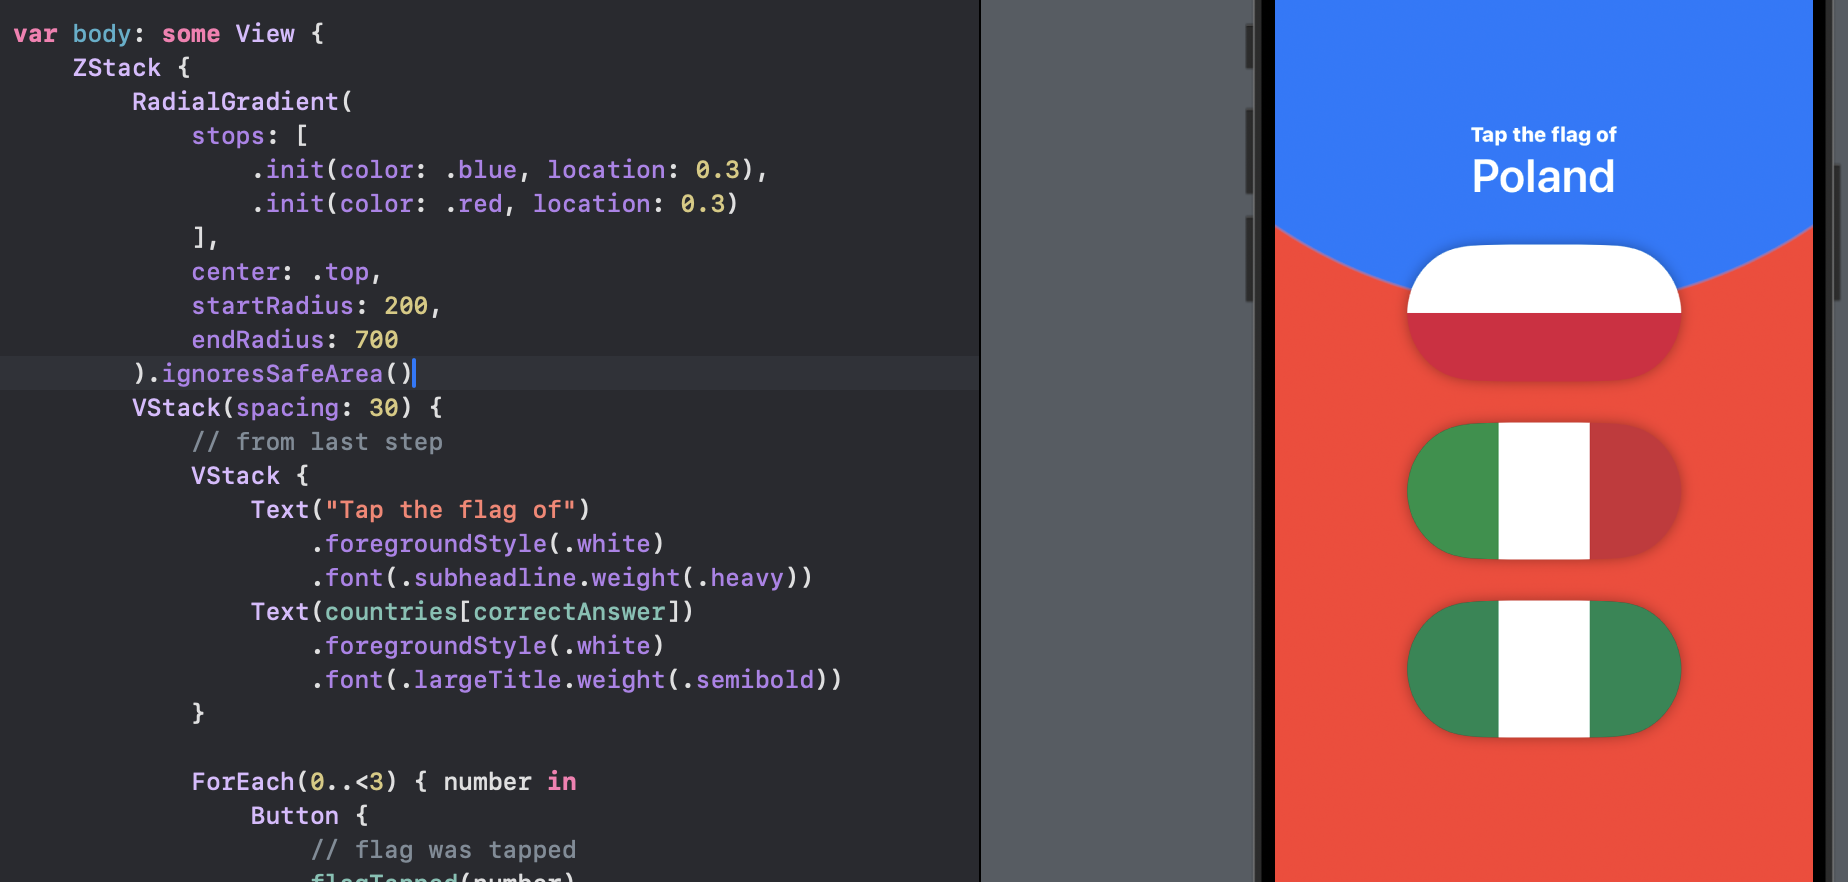 var body: some View {
    ZStack {
        RadialGradient(
            stops: [
                .init(color: .blue, location: 0.3),
                .init(color: .red, location: 0.3)
            ],
            center: .top,
            startRadius: 200,
            endRadius: 700
        ).ignoresSafeArea()
        VStack(spacing: 30) {
            // from last step
            VStack {
                Text("Tap the flag of")
                    .foregroundStyle(.white)
                    .font(.subheadline.weight(.heavy))
                Text(countries[correctAnswer])
                    .foregroundStyle(.white)
                    .font(.largeTitle.weight(.semibold))
            }

            ForEach(0..<3) { number in
                Button {
                    // flag was tapped
                    flagTapped(number)
Tap the flag of
Poland